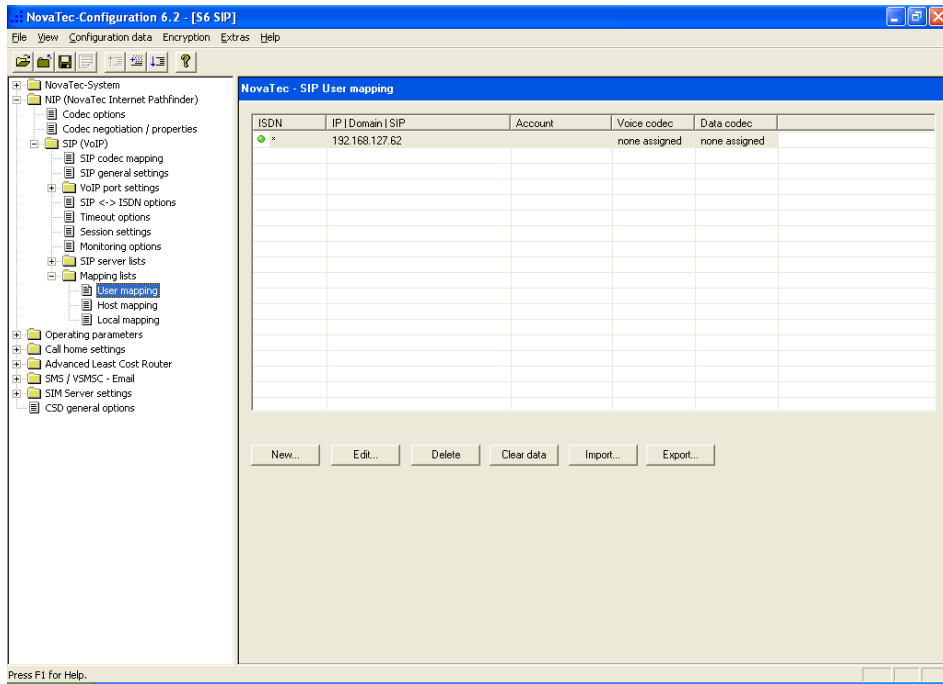 NovaTec-Configuration 6.2 - [S6 SIP]
File View Configuration data Encryption Extras Help
NovaTec-System
NIP (NovaTec Internet Pathfinder)
Codec options
Codec negotiation / properties
SIP (VoIP)
SIP codec mapping
SIP general settings
VoIP port settings
SIP <-> ISDN options
Timeout options
Session settings
Monitoring options
SIP server lists
Mapping lists
User mapping
Host mapping
Local mapping
Operating parameters
Call home settings
Advanced Least Cost Router
SMS / VSMSC - Email
SIM Server settings
CSD general options
NovaTec - SIP User mapping
ISDN IP | Domain | SIP Account Voice codec Data codec
* 192.168.127.62 none assigned none assigned
New... Edit... Delete Clear data Import... Export...
Press F1 for Help.